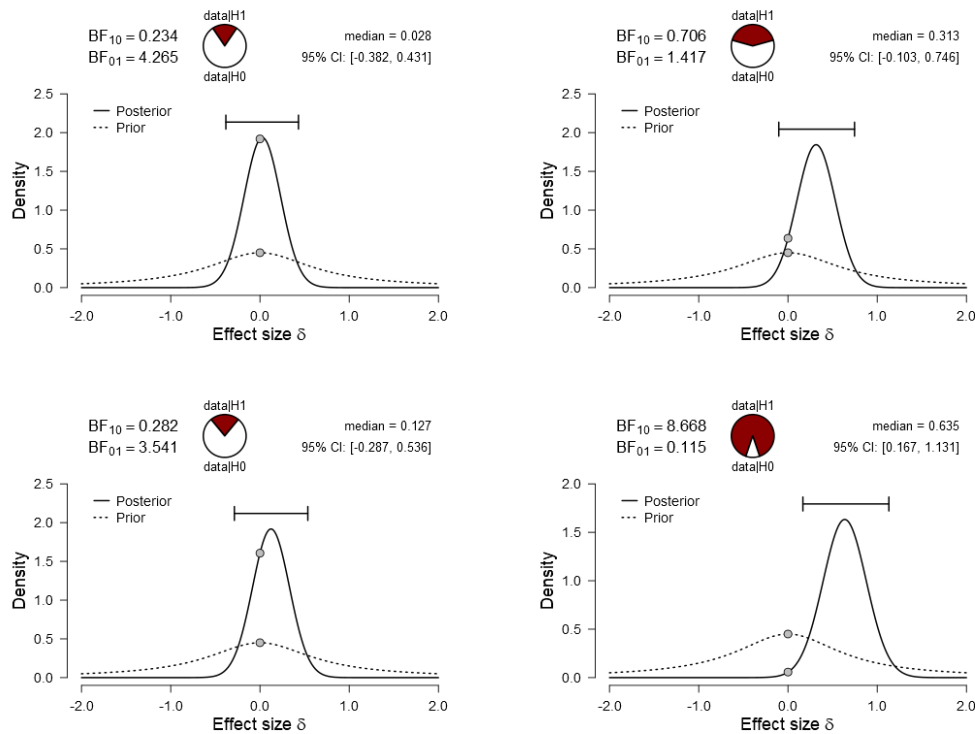 data|H1
BF10 = 0.234
median = 0.028
BF01 = 4.265
95% CI: [-0.382, 0.431]
data|H0
2.5
2.0
1.5
1.0
0.5
0.0
Density
Posterior
Prior
-2.0 -1.0 0.0 1.0 2.0
Effect size δ
data|H1
BF10 = 0.706
median = 0.313
BF01 = 1.417
95% CI: [-0.103, 0.746]
data|H0
2.5
2.0
1.5
1.0
0.5
0.0
Density
Posterior
Prior
-2.0 -1.0 0.0 1.0 2.0
Effect size δ
data|H1
BF10 = 0.282
median = 0.127
BF01 = 3.541
95% CI: [-0.287, 0.536]
data|H0
2.5
2.0
1.5
1.0
0.5
0.0
Density
Posterior
Prior
-2.0 -1.0 0.0 1.0 2.0
Effect size δ
data|H1
BF10 = 8.668
median = 0.635
BF01 = 0.115
95% CI: [0.167, 1.131]
data|H0
2.0
1.5
1.0
0.5
0.0
Density
Posterior
Prior
-2.0 -1.0 0.0 1.0 2.0
Effect size δ